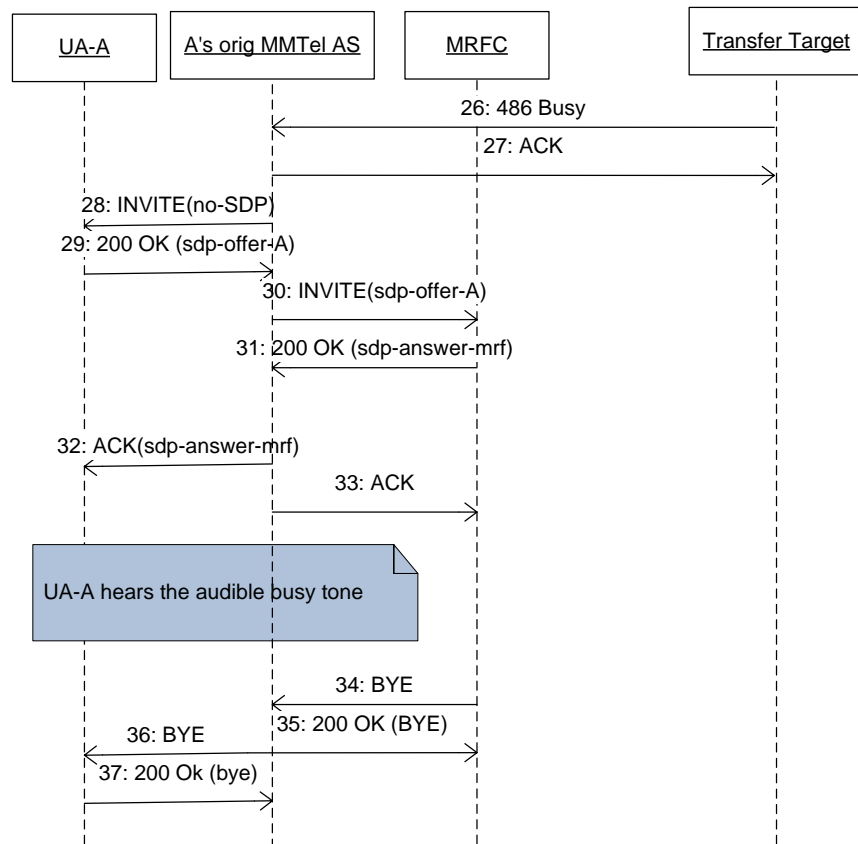 UA-A
A's orig MMTel AS
MRFC
Transfer Target
26: 486 Busy
27: ACK
28: INVITE(no-SDP)
29: 200 OK (sdp-offer-A)
30: INVITE(sdp-offer-A)
31: 200 OK (sdp-answer-mrf)
32: ACK(sdp-answer-mrf)
33: ACK
UA-A hears the audible busy tone
34: BYE
35: 200 OK (BYE)
36: BYE
37: 200 Ok (bye)